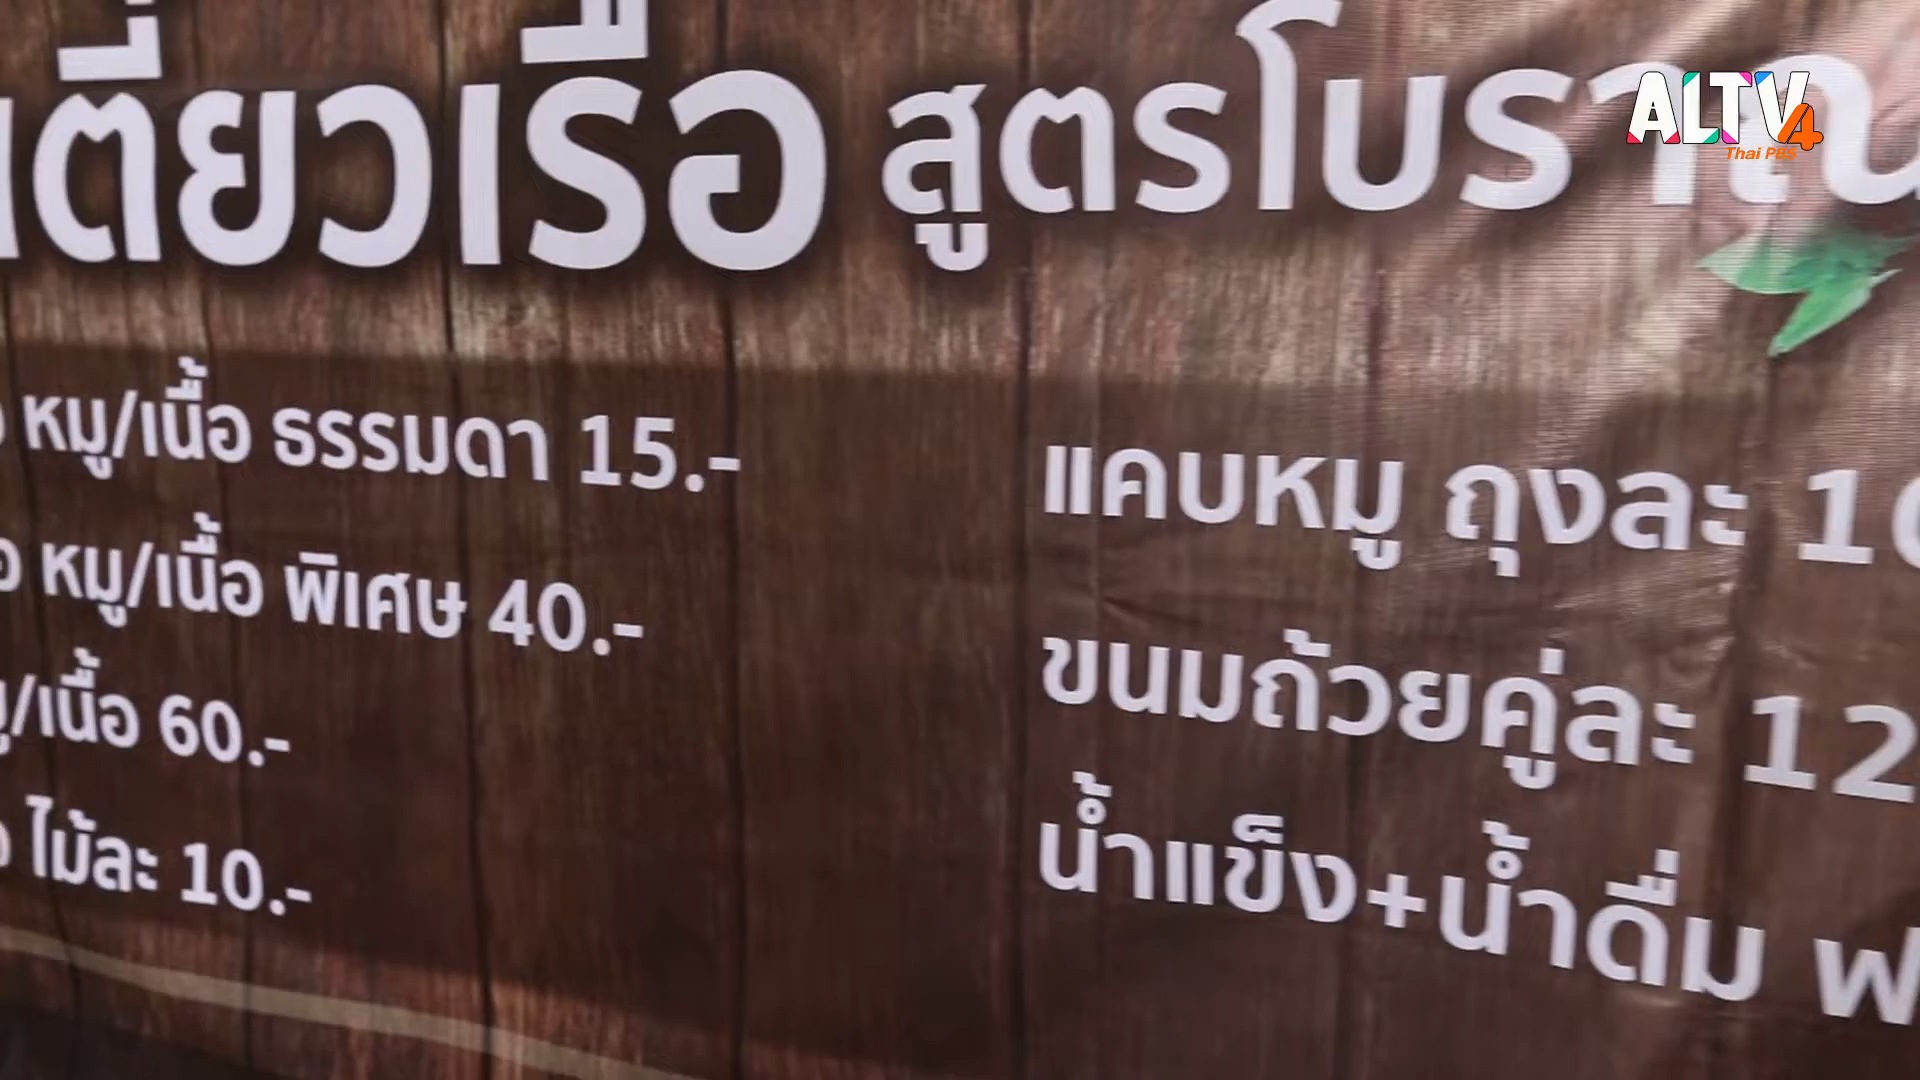 เตี๋ยวเรือ สูตรโบราณ
ALTV4
Thai PBS
หมู/เนื้อ ธรรมดา 15.-
หมู/เนื้อ พิเศษ 40.-
/เนื้อ 60.-
ไม้ละ 10.-
แคบหมู ถุงละ 10
ขนมถ้วยคู่ละ 12
น้ำแข็ง+น้ำดื่ม